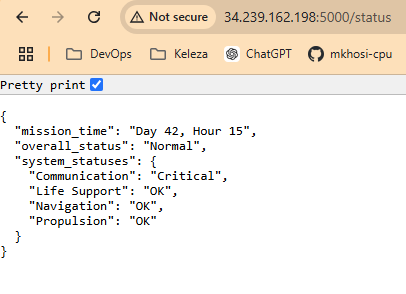 Not secure 34.239.162.198:5000/status
DevOps Keleza ChatGPT mkhosi-cpu
Pretty print
{
  "mission_time": "Day 42, Hour 15",
  "overall_status": "Normal",
  "system_statuses": {
    "Communication": "Critical",
    "Life Support": "OK",
    "Navigation": "OK",
    "Propulsion": "OK"
  }
}